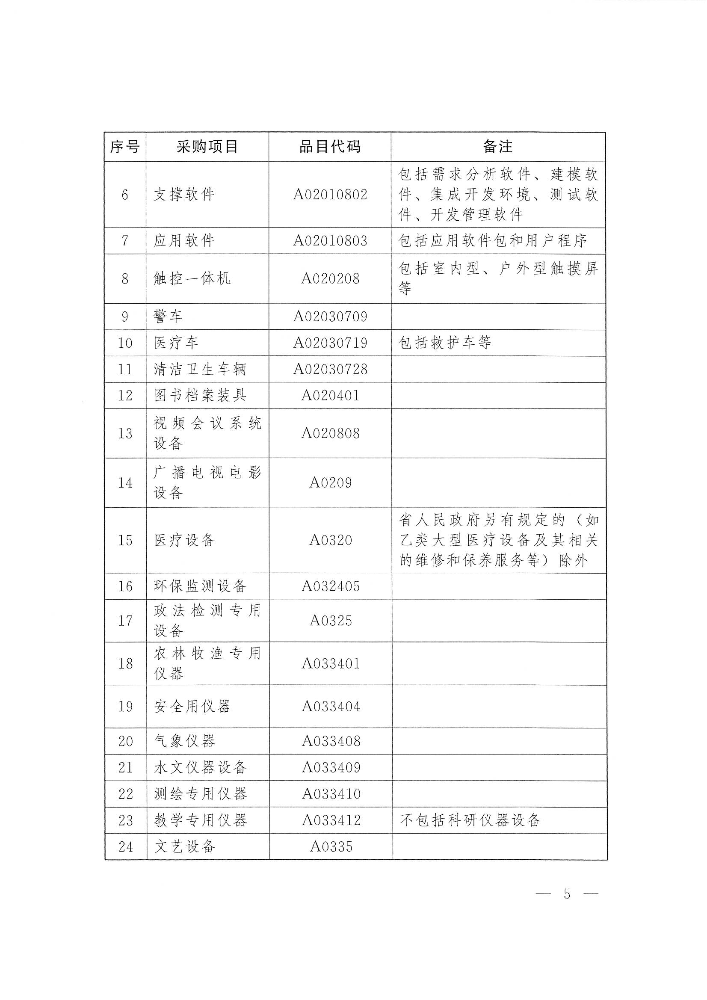 序号 采购项目 品目代码 备注
6 支撑软件 A02010802 包括需求分析软件、建模软
件、集成开发环境、测试软
件、开发管理软件
7 应用软件 A02010803 包括应用软件包和用户程序
8 触控一体机 A020208 包括室内型、户外型触摸屏
等
9 警车 A02030709
10 医疗车 A02030719 包括救护车等
11 清洁卫生车辆 A02030728
12 图书档案装具 A020401
13 视频会议系统
设备 A020808
14 广播电视电影
设备 A0209
15 医疗设备 A0320 省人民政府另有规定的（如
乙类大型医疗设备及其相关
的维修和保养服务等）除外
16 环保监测设备 A032405
17 政法检测专用
设备 A0325
18 农林牧渔专用
仪器 A033401
19 安全用仪器 A033404
20 气象仪器 A033408
21 水文仪器设备 A033409
22 测绘专用仪器 A033410
23 教学专用仪器 A033412 不包括科研仪器设备
24 文艺设备 A0335
— 5 —